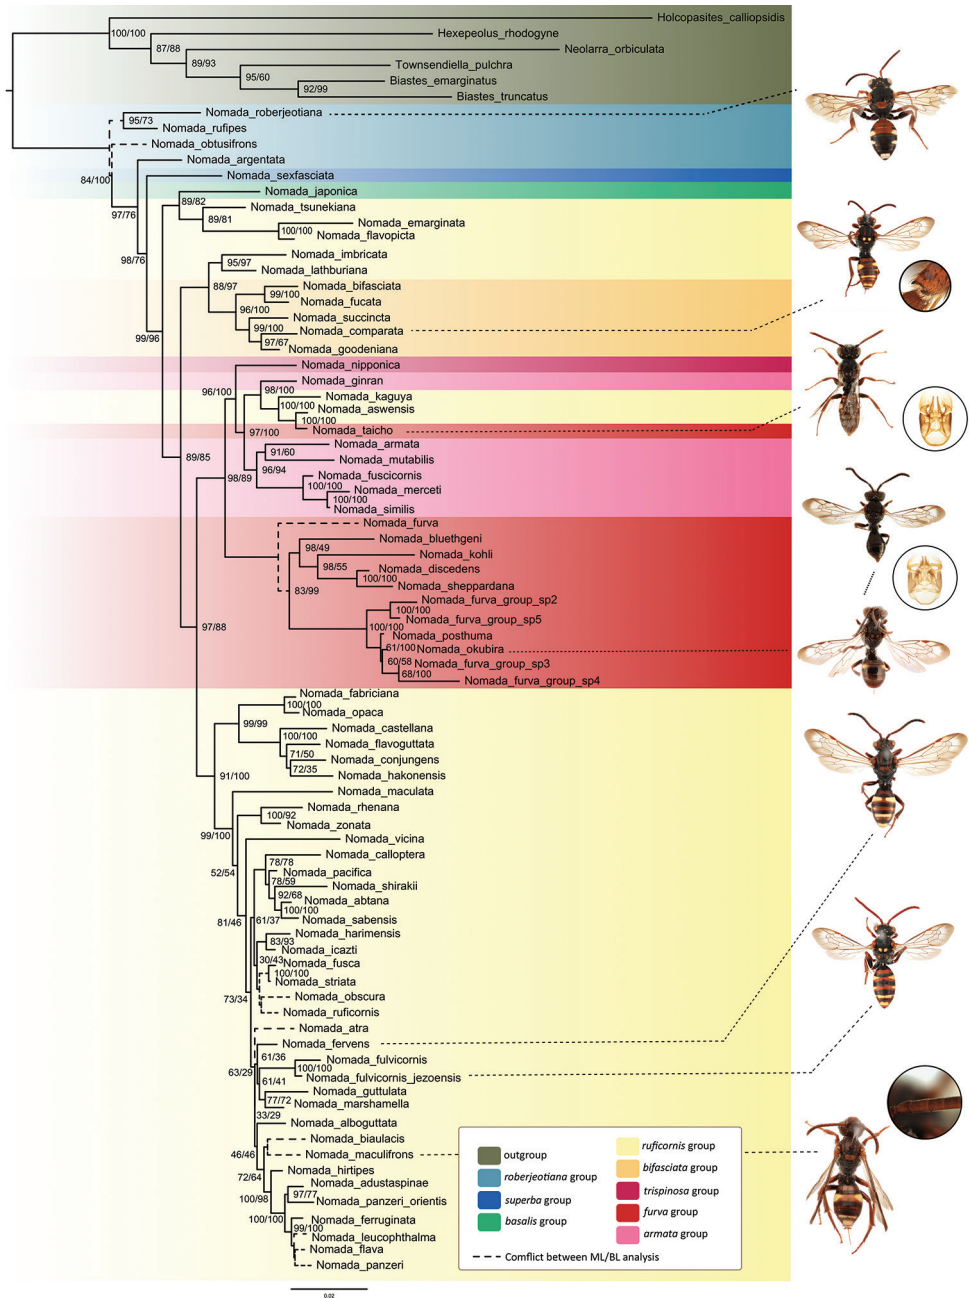 Holcopasites_calliopsidis
100/100
Hexepeolus_rhodogyne
87/88
Neolarra_orbiculata
89/93
Townsendiella_pulchra
95/60
Biastes_emarginatus
92/99
Biastes_truncatus
Nomada_roberjeotiana
95/73
Nomada_rufipes
Nomada_obtusifrons
84/100
Nomada_argentata
97/76
Nomada_sexfasciata
98/76
Nomada_japonica
89/82
Nomada_tsunekiana
89/81
Nomada_emarginata
100/100
Nomada_flavopicta
99/96
Nomada_imbricata
95/97
Nomada_lathburiana
88/97
Nomada_bifasciata
99/100
Nomada_fucata
96/100
Nomada_succincta
99/100
Nomada_comparata
97/67
Nomada_goodeniana
89/85
Nomada_nipponica
96/100
Nomada_ginran
98/100
Nomada_kaguya
100/100
Nomada_aswensis
100/100
Nomada_taicho
97/100
Nomada_armata
91/60
Nomada_mutabilis
96/94
98/89
Nomada_fuscicornis
100/100
Nomada_merceti
100/100
Nomada_similis
Nomada_furva
Nomada_bluethgeni
98/49
Nomada_kohli
98/55
Nomada_discedens
100/100
Nomada_sheppardana
83/99
Nomada_furva_group_sp2
100/100
Nomada_furva_group_sp5
100/100
Nomada_posthuma
61/100
Nomada_okubira
60/58
Nomada_furva_group_sp3
68/100
Nomada_furva_group_sp4
97/88
Nomada_fabriciana
100/100
Nomada_opaca
99/99
Nomada_castellana
100/100
Nomada_flavoguttata
71/50
Nomada_conjungens
72/35
Nomada_hakonensis
91/100
Nomada_maculata
99/100
Nomada_rhenana
100/92
Nomada_zonata
52/54
Nomada_vicina
81/46
Nomada_calloptera
78/78
Nomada_pacifica
78/59
Nomada_shirakii
92/68
Nomada_abtana
100/100
Nomada_sabensis
61/37
Nomada_harimensis
83/93
Nomada_icazti
30/43
Nomada_fusca
100/100
Nomada_striata
73/34
Nomada_obscura
Nomada_ruficornis
Nomada_atra
Nomada_fervens
61/36
63/29
Nomada_fulvicornis
100/100
Nomada_fulvicornis_jezoensis
61/41
Nomada_guttulata
77/72
Nomada_marshamella
33/29
Nomada_alboguttata
46/46
Nomada_biaulacis
Nomada_maculifrons
72/64
Nomada_hirtipes
100/98
Nomada_adustaspinae
97/77
Nomada_panzeri_orientis
100/100
Nomada_ferruginata
99/100
Nomada_leucophthalma
Nomada_flava
Nomada_panzeri
outgroup
roberjeotiana group
superba group
basalis group
ruficornis group
bifasciata group
trispinosa group
furva group
armata group
Conflict between ML/BL analysis
0.02